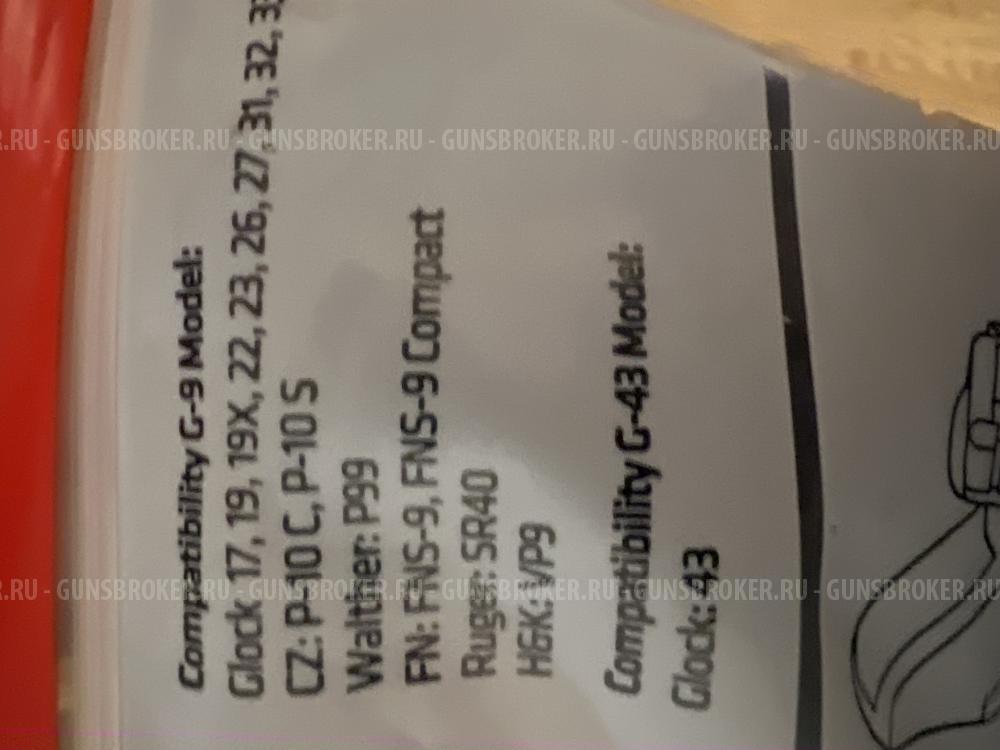 Compatibility G-9 Model:
Glock 17, 19, 19X, 22, 23, 26, 27, 31, 32,
CZ: P-10 C, P-10 S
Walther: P99
FN: FNS-9, FNS-9 Compact
Ruger: SR40
H&K: VP9
Compatibility G-43 Model:
Glock: 43
.RU - GUNSBROKER.RU - GUNSBROKER.RU - GUNSBROKER.RU - GUNSBROKER.RU - GUNSBROKER
.RU - GUNSBROKER.RU - GUNSBROKER.RU - GUNSBROKER.RU - GUNSBROKER.RU - GUNSBROKER